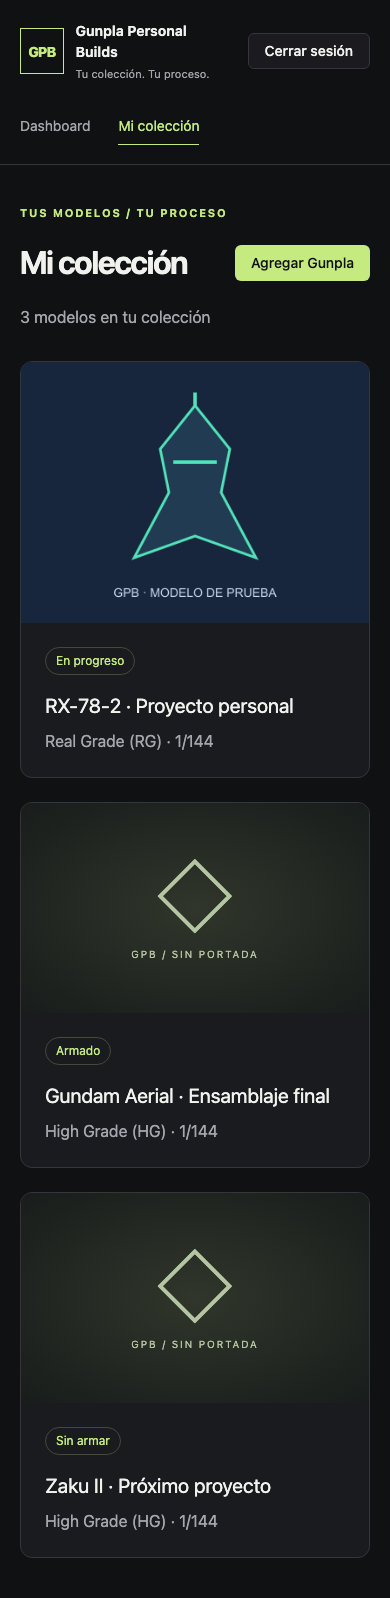 GPB
Gunpla Personal
Builds
Tu colección. Tu proceso.
Cerrar sesión
Dashboard
Mi colección
TUS MODELOS / TU PROCESO
Mi colección
Agregar Gunpla
3 modelos en tu colección
GPB · MODELO DE PRUEBA
En progreso
RX-78-2 · Proyecto personal
Real Grade (RG) · 1/144
GPB / SIN PORTADA
Armado
Gundam Aerial · Ensamblaje final
High Grade (HG) · 1/144
GPB / SIN PORTADA
Sin armar
Zaku II · Próximo proyecto
High Grade (HG) · 1/144